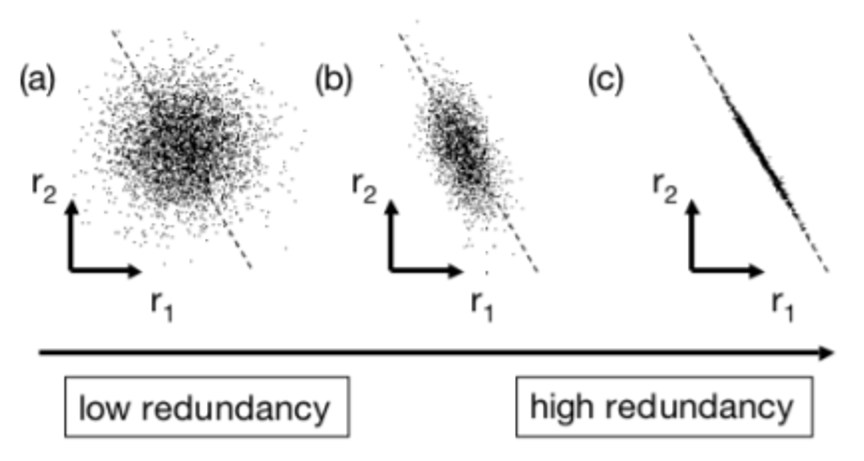 (a)
(b)
(c)
r2
r2
r2
r1
r1
r1
low redundancy
high redundancy